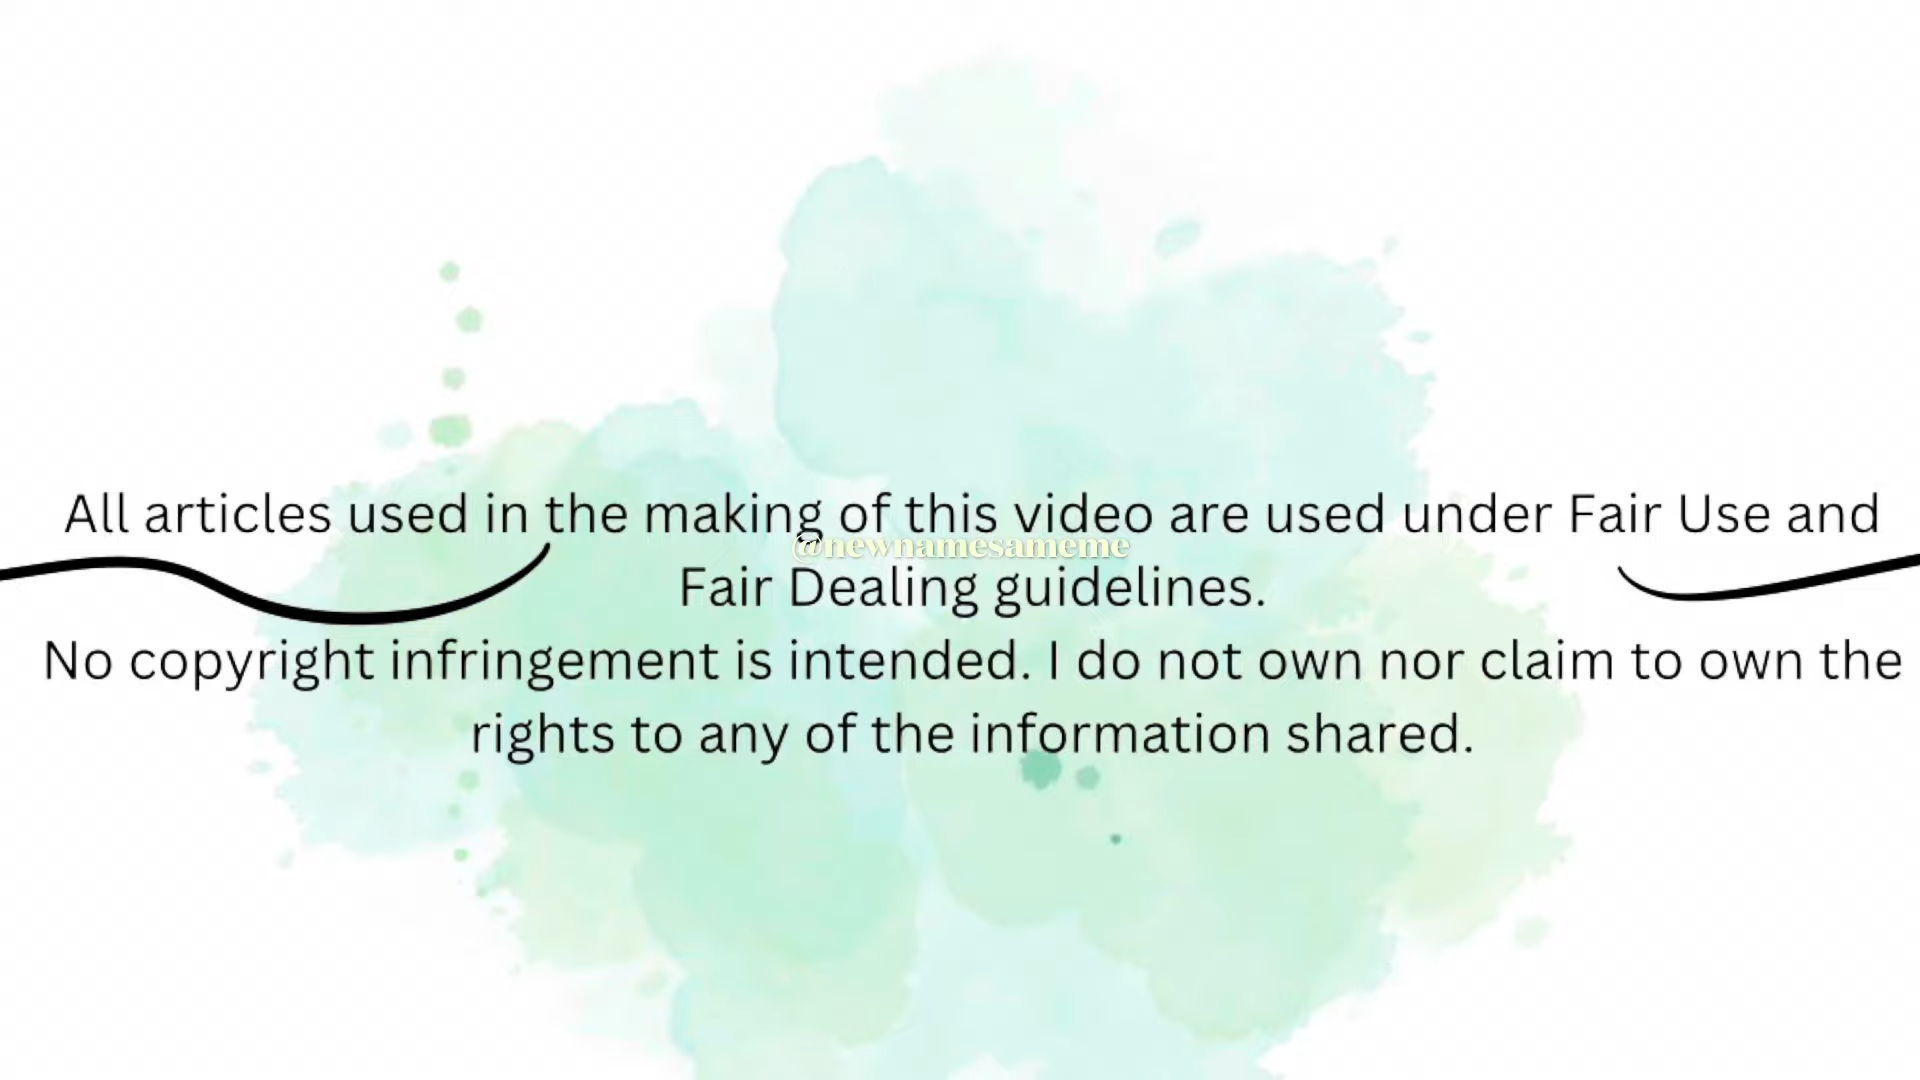 All articles used in the making of this video are used under Fair Use and
@newnamesameme
Fair Dealing guidelines.
No copyright infringement is intended. I do not own nor claim to own the
rights to any of the information shared.